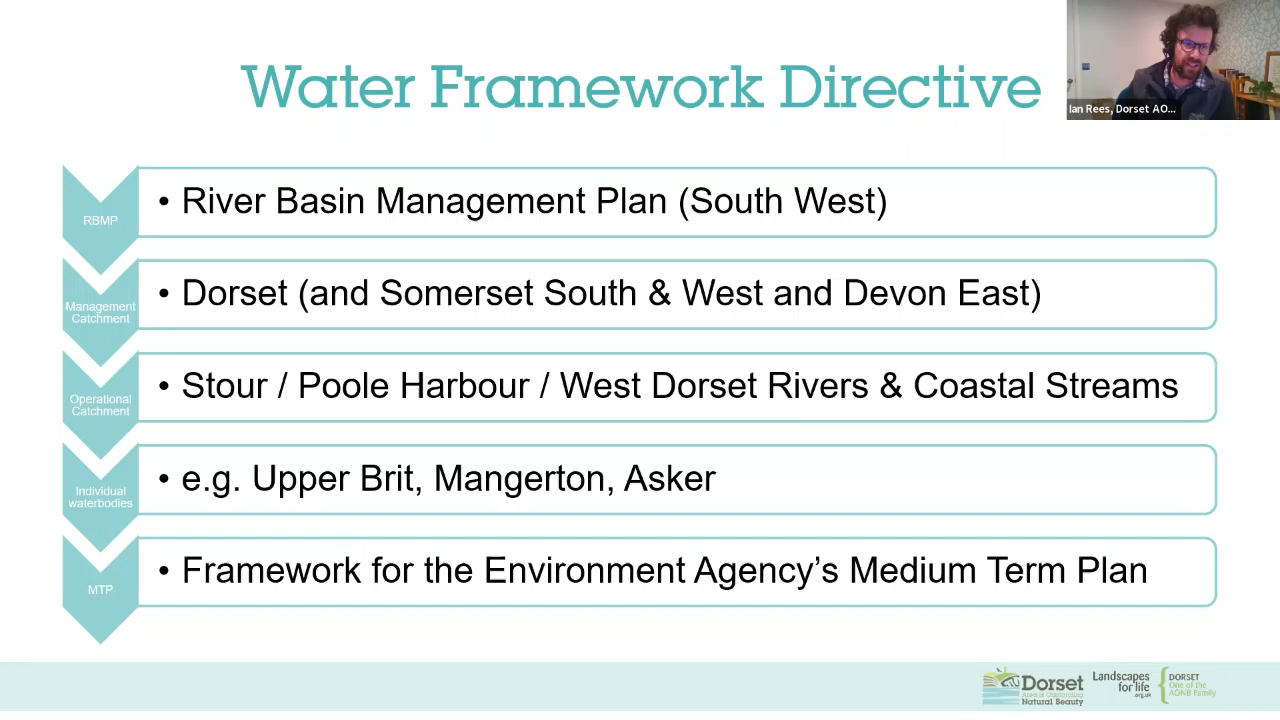 Water Framework Directive
Ian Rees, Dorset AO...
RBMP
• River Basin Management Plan (South West)
Management
Catchment
• Dorset (and Somerset South & West and Devon East)
Operational
Catchment
• Stour / Poole Harbour / West Dorset Rivers & Coastal Streams
Individual
waterbodies
• e.g. Upper Brit, Mangerton, Asker
MTP
• Framework for the Environment Agency’s Medium Term Plan
Dorset
Area of Outstanding
Natural Beauty
Landscapes
for life
.org.uk
DORSET
One of the
AONB Family